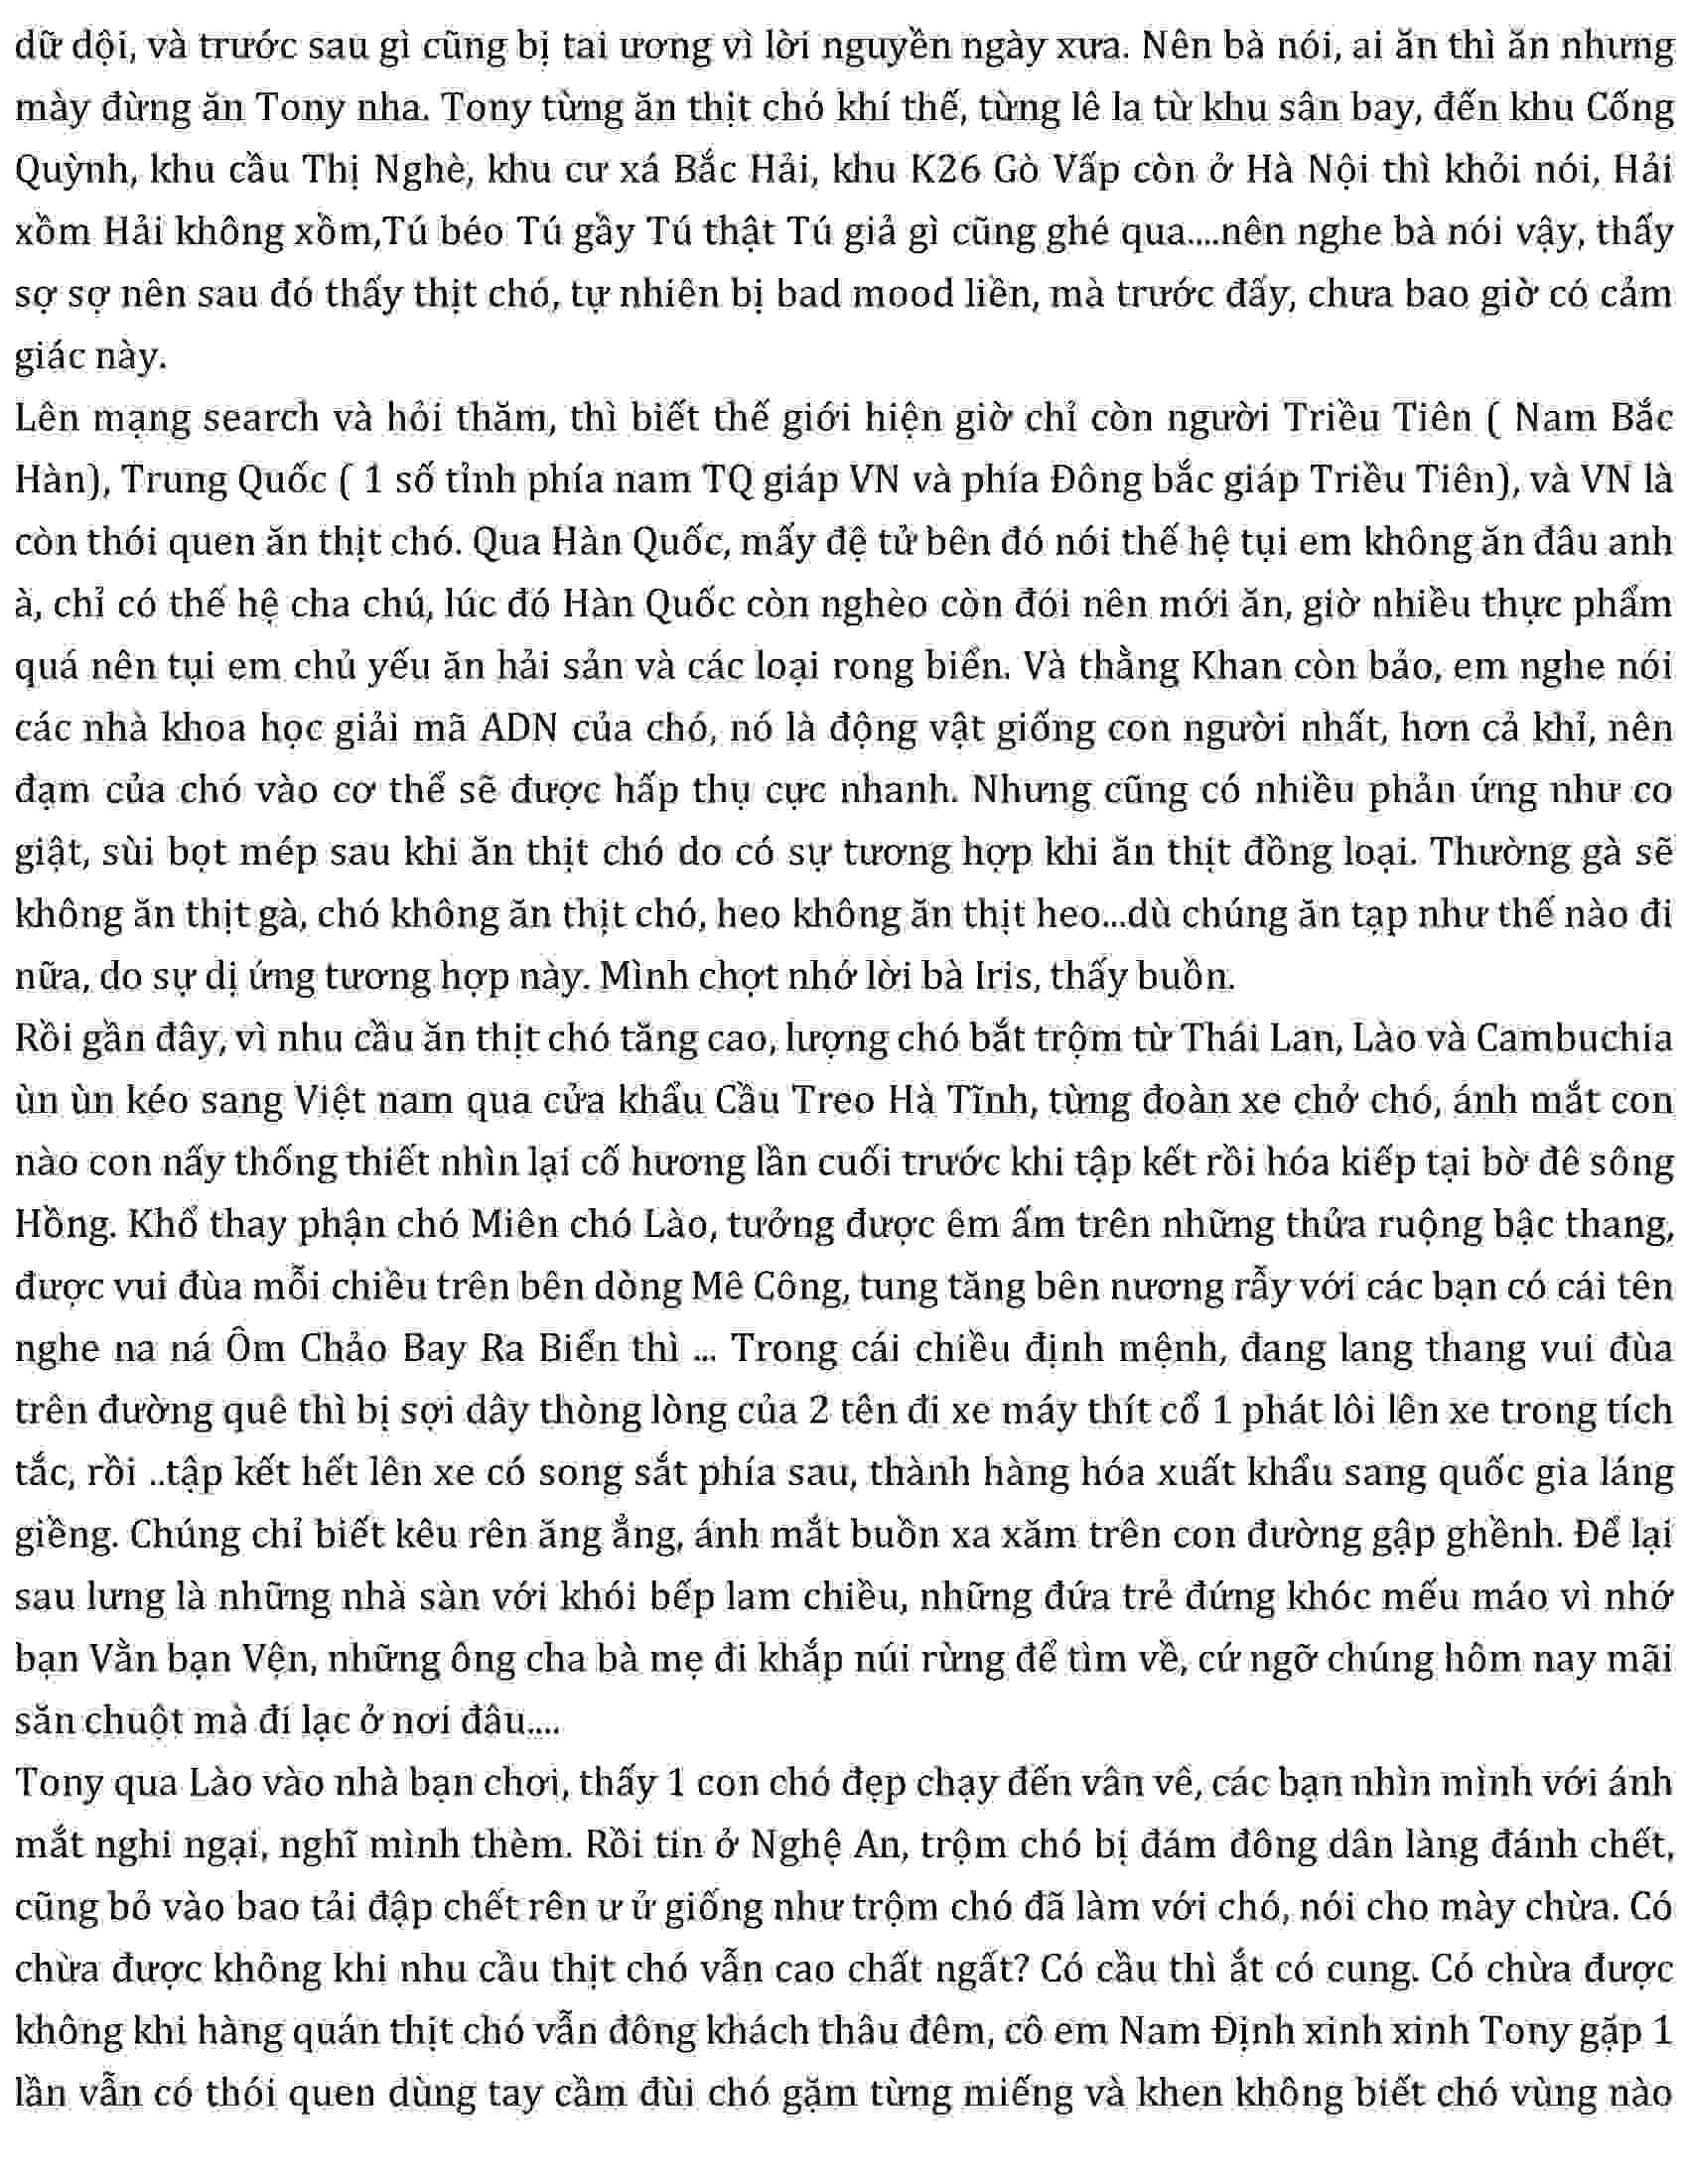 dữ dội, và trước sau gì cũng bị tai ương vì lời nguyền ngày xưa. Nên bà nói, ai ăn thì ăn nhưng
mày đừng ăn Tony nha. Tony từng ăn thịt chó khí thế, từng lê la từ khu sân bay, đến khu Cống
Quỳnh, khu cầu Thị Nghè, khu cư xá Bắc Hải, khu K26 Gò Vấp còn ở Hà Nội thì khỏi nói, Hải
xồm Hải không xồm,Tú béo Tú gầy Tú thật Tú giả gì cũng ghé qua....nên nghe bà nói vậy, thấy
sợ sợ nên sau đó thấy thịt chó, tự nhiên bị bad mood liền, mà trước đấy, chưa bao giờ có cảm
giác này.
Lên mạng search và hỏi thăm, thì biết thế giới hiện giờ chỉ còn người Triều Tiên ( Nam Bắc
Hàn), Trung Quốc ( 1 số tỉnh phía nam TQ giáp VN và phía Đông bắc giáp Triều Tiên), và VN là
còn thói quen ăn thịt chó. Qua Hàn Quốc, mấy đệ tử bên đó nói thế hệ tụi em không ăn đâu anh
à, chỉ có thế hệ cha chú, lúc đó Hàn Quốc còn nghèo còn đói nên mới ăn, giờ nhiều thực phẩm
quá nên tụi em chủ yếu ăn hải sản và các loại rong biển. Và thằng Khan còn bảo, em nghe nói
các nhà khoa học giải mã ADN của chó, nó là động vật giống con người nhất, hơn cả khỉ, nên
đạm của chó vào cơ thể sẽ được hấp thụ cực nhanh. Nhưng cũng có nhiều phản ứng như co
giật, sùi bọt mép sau khi ăn thịt chó do có sự tương hợp khi ăn thịt đồng loại. Thường gà sẽ
không ăn thịt gà, chó không ăn thịt chó, heo không ăn thịt heo...dù chúng ăn tạp như thế nào đi
nữa, do sự dị ứng tương hợp này. Mình chợt nhớ lời bà Iris, thấy buồn.
Rồi gần đây, vì nhu cầu ăn thịt chó tăng cao, lượng chó bắt trộm từ Thái Lan, Lào và Cambuchia
ùn ùn kéo sang Việt nam qua cửa khẩu Cầu Treo Hà Tĩnh, từng đoàn xe chở chó, ánh mắt con
nào con nấy thống thiết nhìn lại cố hương lần cuối trước khi tập kết rồi hóa kiếp tại bờ đê sông
Hồng. Khổ thay phận chó Miên chó Lào, tưởng được êm ấm trên những thửa ruộng bậc thang,
được vui đùa mỗi chiều trên bên dòng Mê Công, tung tăng bên nương rẫy với các bạn có cái tên
nghe na ná Ôm Chảo Bay Ra Biển thì ... Trong cái chiều định mệnh, đang lang thang vui đùa
trên đường quê thì bị sợi dây thòng lòng của 2 tên đi xe máy thít cổ 1 phát lôi lên xe trong tích
tắc, rồi ..tập kết hết lên xe có song sắt phía sau, thành hàng hóa xuất khẩu sang quốc gia láng
giềng. Chúng chỉ biết kêu rên ăng ẳng, ánh mắt buồn xa xăm trên con đường gập ghềnh. Để lại
sau lưng là những nhà sàn với khói bếp lam chiều, những đứa trẻ đứng khóc mếu máo vì nhớ
bạn Vằn bạn Vện, những ông cha bà mẹ đi khắp núi rừng để tìm về, cứ ngỡ chúng hôm nay mãi
săn chuột mà đi lạc ở nơi đâu....
Tony qua Lào vào nhà bạn chơi, thấy 1 con chó đẹp chạy đến vân vê, các bạn nhìn mình với ánh
mắt nghi ngại, nghĩ mình thèm. Rồi tin ở Nghệ An, trộm chó bị đám đông dân làng đánh chết,
cũng bỏ vào bao tải đập chết rên ư ử giống như trộm chó đã làm với chó, nói cho mày chừa. Có
chừa được không khi nhu cầu thịt chó vẫn cao chất ngất? Có cầu thì ắt có cung. Có chừa được
không khi hàng quán thịt chó vẫn đông khách thâu đêm, cô em Nam Định xinh xinh Tony gặp 1
lần vẫn có thói quen dùng tay cầm đùi chó gặm từng miếng và khen không biết chó vùng nào